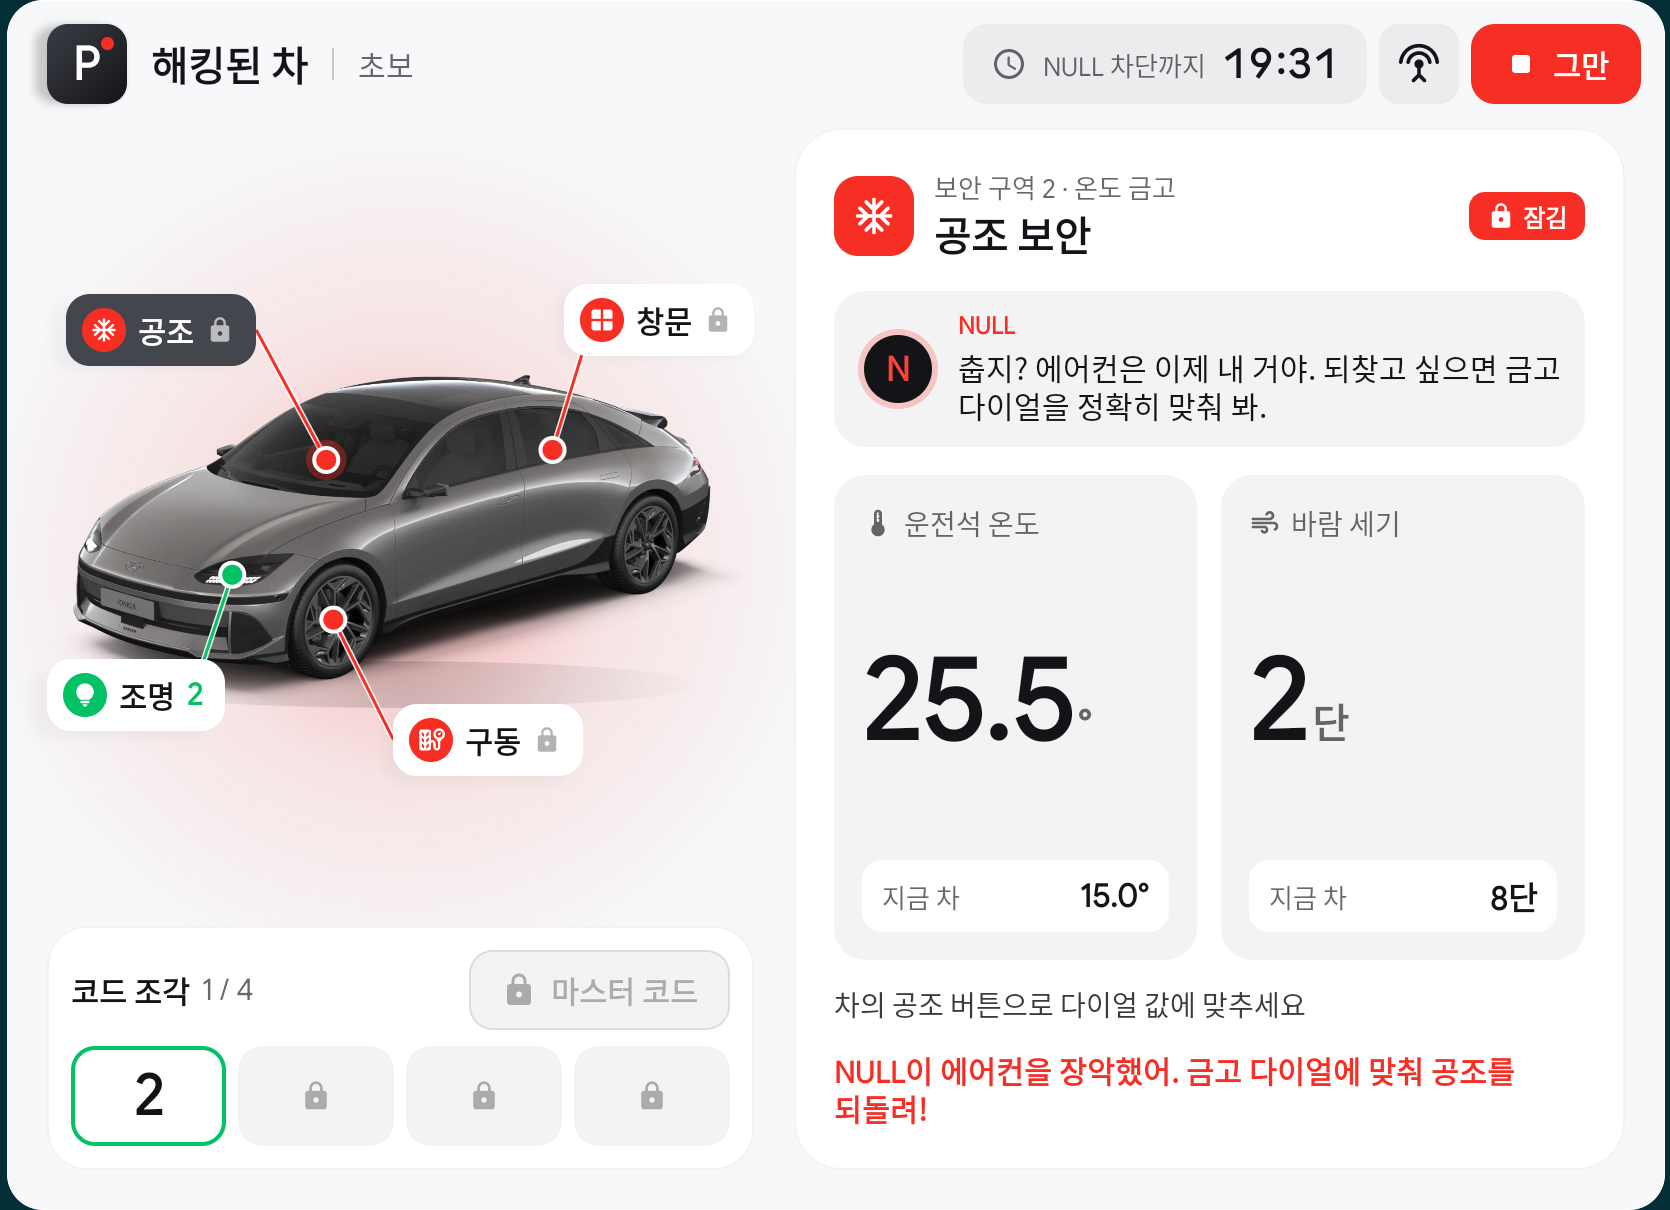 P
해킹된 차
초보
NULL 차단까지 19:31
그만
공조
창문
IONIQ 6
조명 2
구동
코드 조각 1 / 4
마스터 코드
2
보안 구역 2 · 온도 금고
공조 보안
잠김
N
NULL
춥지? 에어컨은 이제 내 거야. 되찾고 싶으면 금고
다이얼을 정확히 맞춰 봐.
운전석 온도
25.5°
지금 차 15.0°
바람 세기
2단
지금 차 8단
차의 공조 버튼으로 다이얼 값에 맞추세요
NULL이 에어컨을 장악했어. 금고 다이얼에 맞춰 공조를
되돌려!